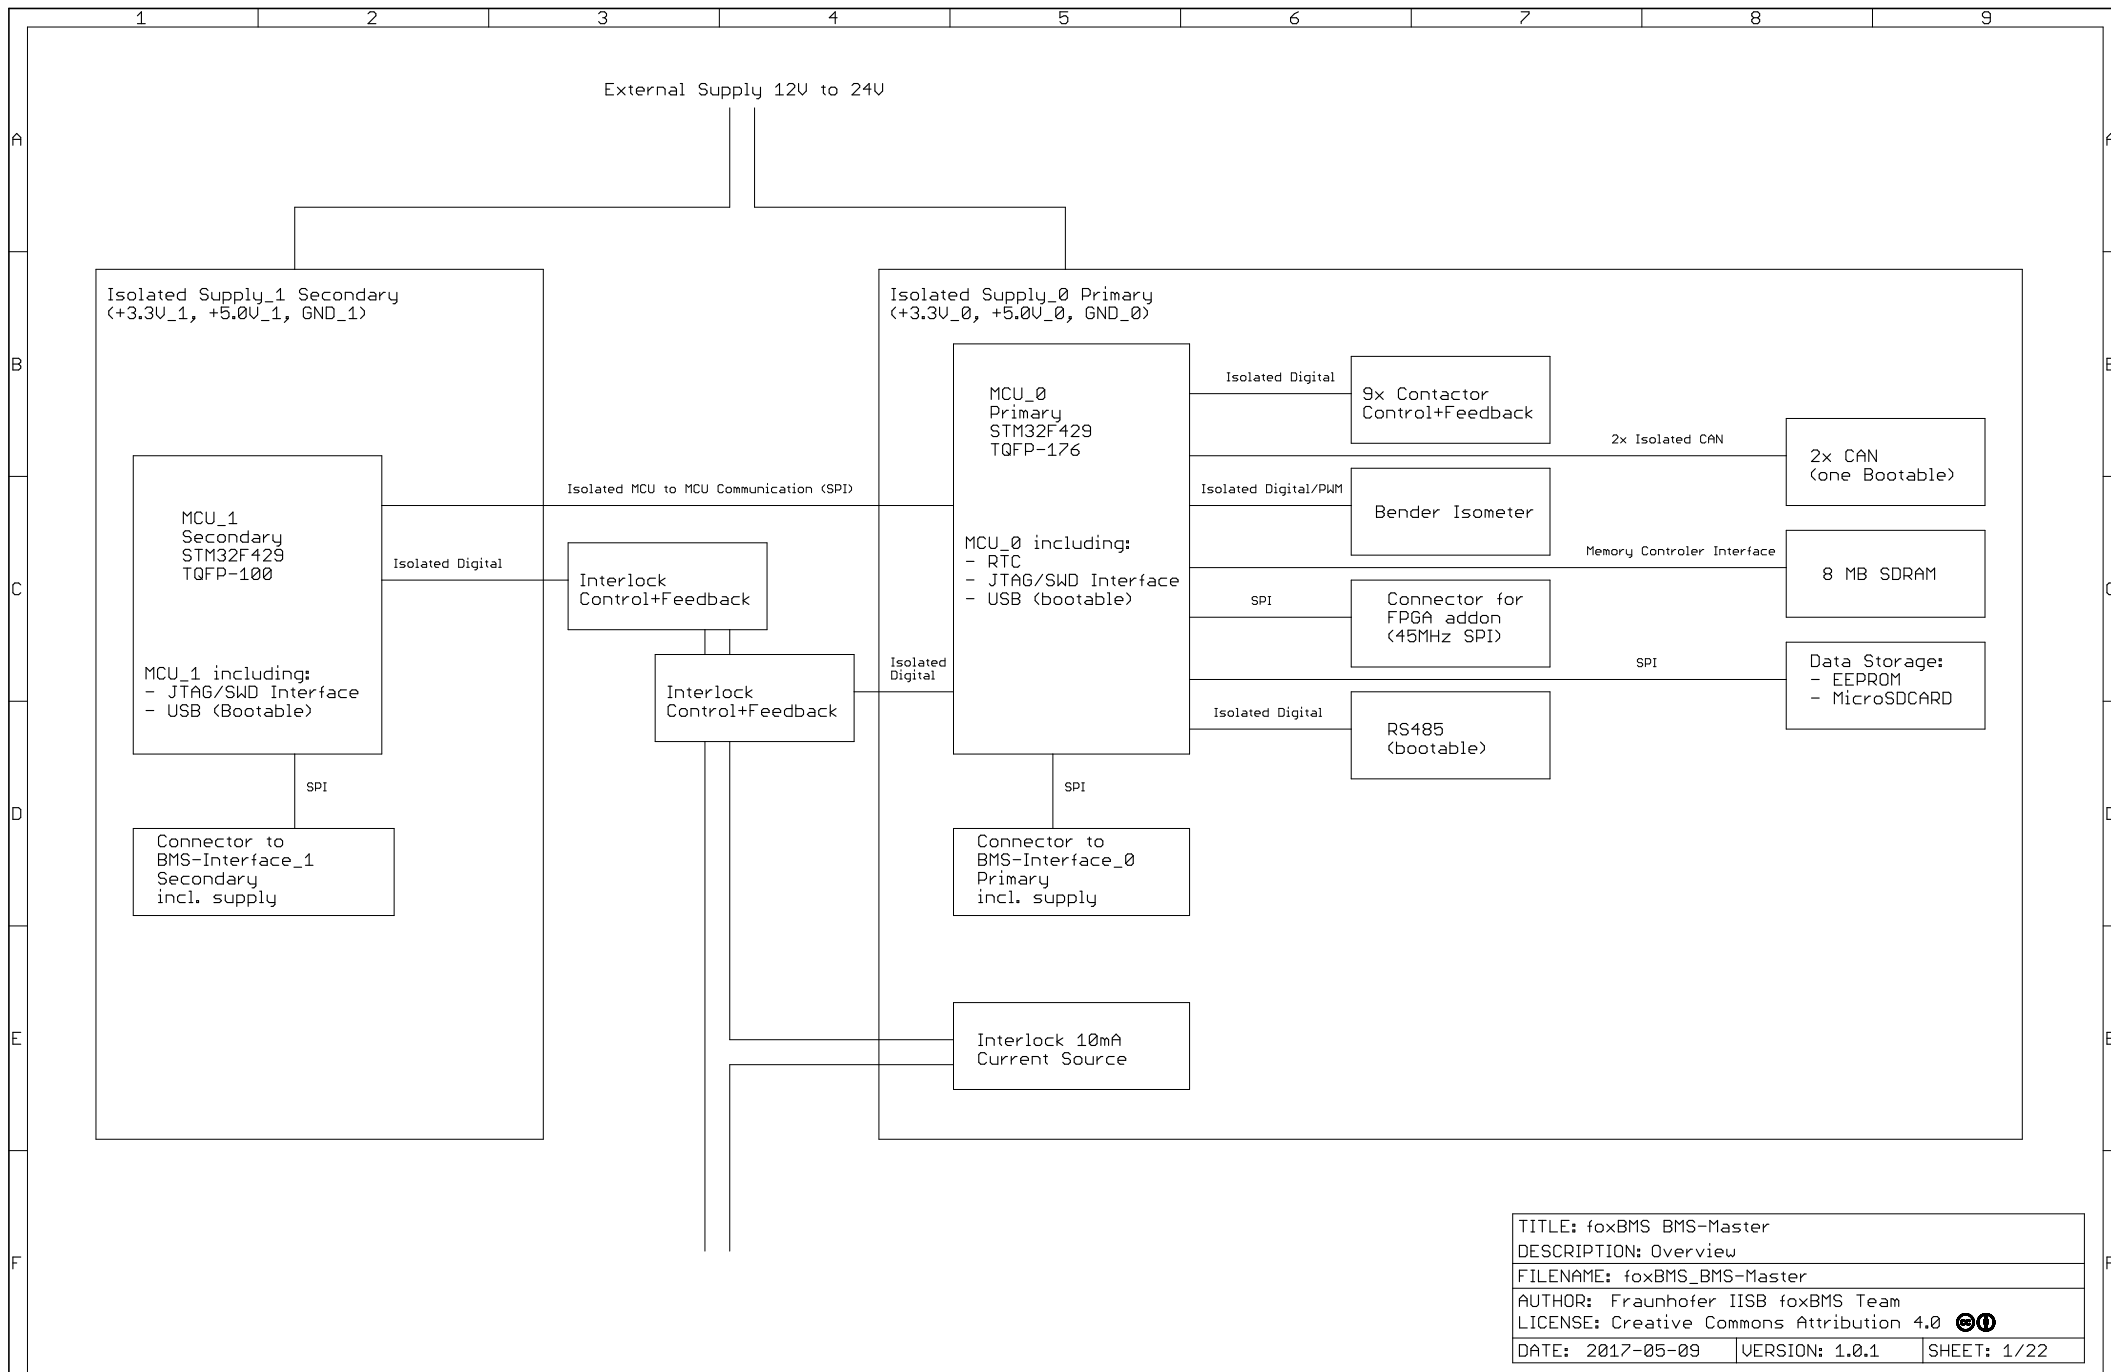 1 2 3 4 5 6 7 8 9
External Supply 12V to 24V
A
A
Isolated Supply_1 Secondary
(+3.3V_1, +5.0V_1, GND_1)
Isolated Supply_0 Primary
(+3.3V_0, +5.0V_0, GND_0)
B
B
MCU_0
Primary
STM32F429
TQFP-176
Isolated Digital
9x Contactor
Control+Feedback
2x Isolated CAN
2x CAN
(one Bootable)
Isolated MCU to MCU Communication (SPI)
Isolated Digital/PWM
Bender Isometer
MCU_1
Secondary
STM32F429
TQFP-100
Isolated Digital
Interlock
Control+Feedback
MCU_0 including:
- RTC
- JTAG/SWD Interface
- USB (bootable)
Memory Controler Interface
8 MB SDRAM
C
C
SPI
Connector for
FPGA addon
(45MHz SPI)
MCU_1 including:
- JTAG/SWD Interface
- USB (Bootable)
Interlock
Control+Feedback
Isolated
Digital
SPI
Data Storage:
- EEPROM
- MicroSDCARD
Isolated Digital
RS485
(bootable)
SPI
SPI
D
D
Connector to
BMS-Interface_1
Secondary
incl. supply
Connector to
BMS-Interface_0
Primary
incl. supply
E
E
Interlock 10mA
Current Source
F
F
TITLE: foxBMS BMS-Master
DESCRIPTION: Overview
FILENAME: foxBMS_BMS-Master
AUTHOR: Fraunhofer IISB foxBMS Team
LICENSE: Creative Commons Attribution 4.0
DATE: 2017-05-09 VERSION: 1.0.1 SHEET: 1/22